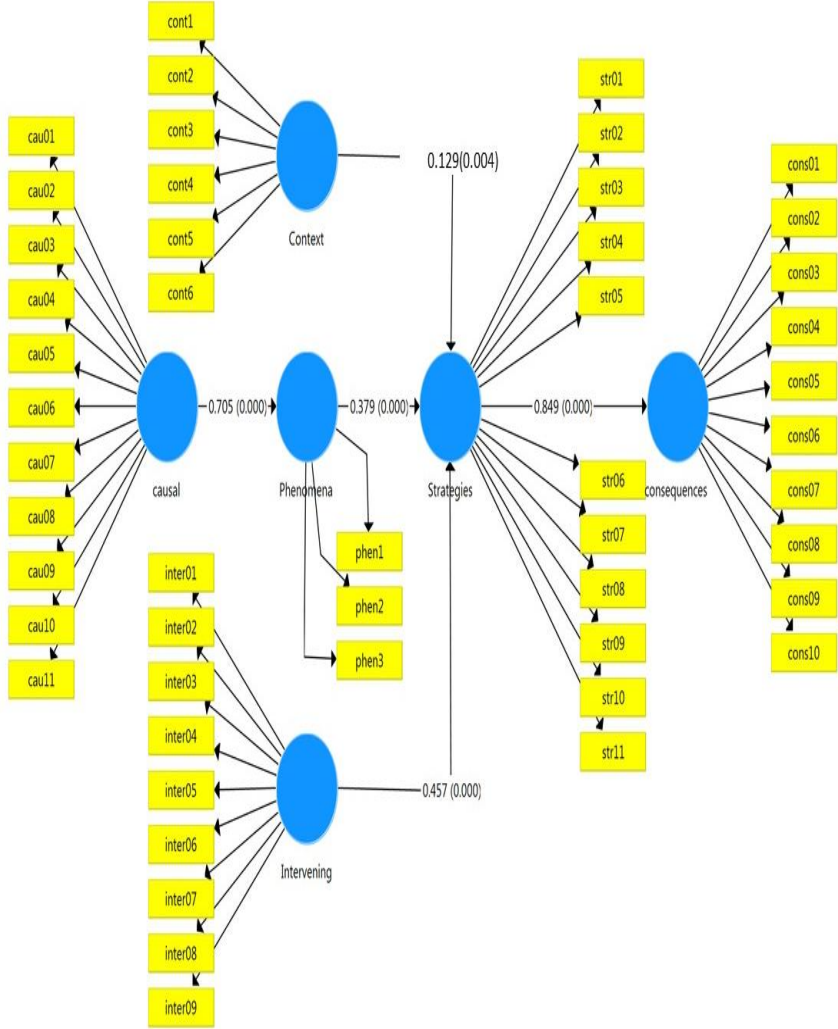 cont1
cont2
cont3
cont4
cont5
cont6
Context
0.129(0.004)
str01
str02
str03
str04
str05
cau01
cau02
cau03
cau04
cau05
cau06
cau07
cau08
cau09
cau10
cau11
causal
0.705 (0.000)
Phenomena
0.379 (0.000)
Strategies
0.849 (0.000)
consequences
cons01
cons02
cons03
cons04
cons05
cons06
cons07
cons08
cons09
cons10
phen1
phen2
phen3
str06
str07
str08
str09
str10
str11
inter01
inter02
inter03
inter04
inter05
inter06
inter07
inter08
inter09
Intervening
0.457 (0.000)